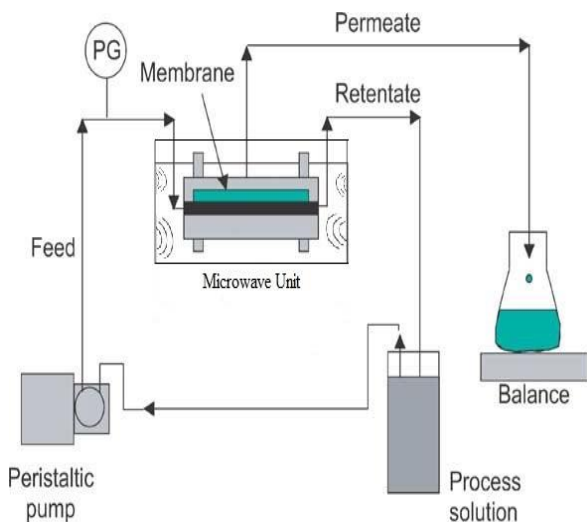 Permeate
PG
Membrane
Retentate
Feed
Microwave Unit
Balance
Peristaltic
pump
Process
solution